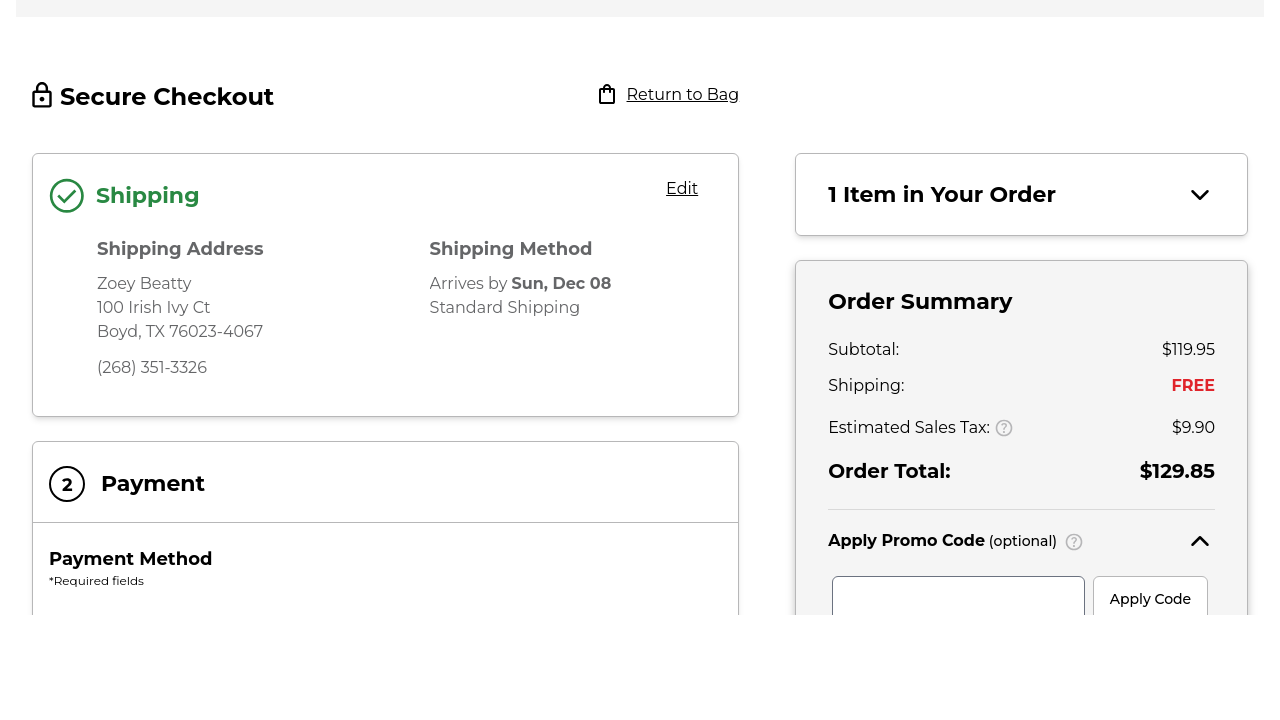 Secure Checkout
Return to Bag
Shipping
Edit
Shipping Address
Zoey Beatty
100 Irish Ivy Ct
Boyd, TX 76023-4067
(268) 351-3326
Shipping Method
Arrives by Sun, Dec 08
Standard Shipping
2 Payment
Payment Method
*Required fields
1 Item in Your Order
Order Summary
Subtotal: $119.95
Shipping: FREE
Estimated Sales Tax: ? $9.90
Order Total: $129.85
Apply Promo Code (optional) ?
Apply Code